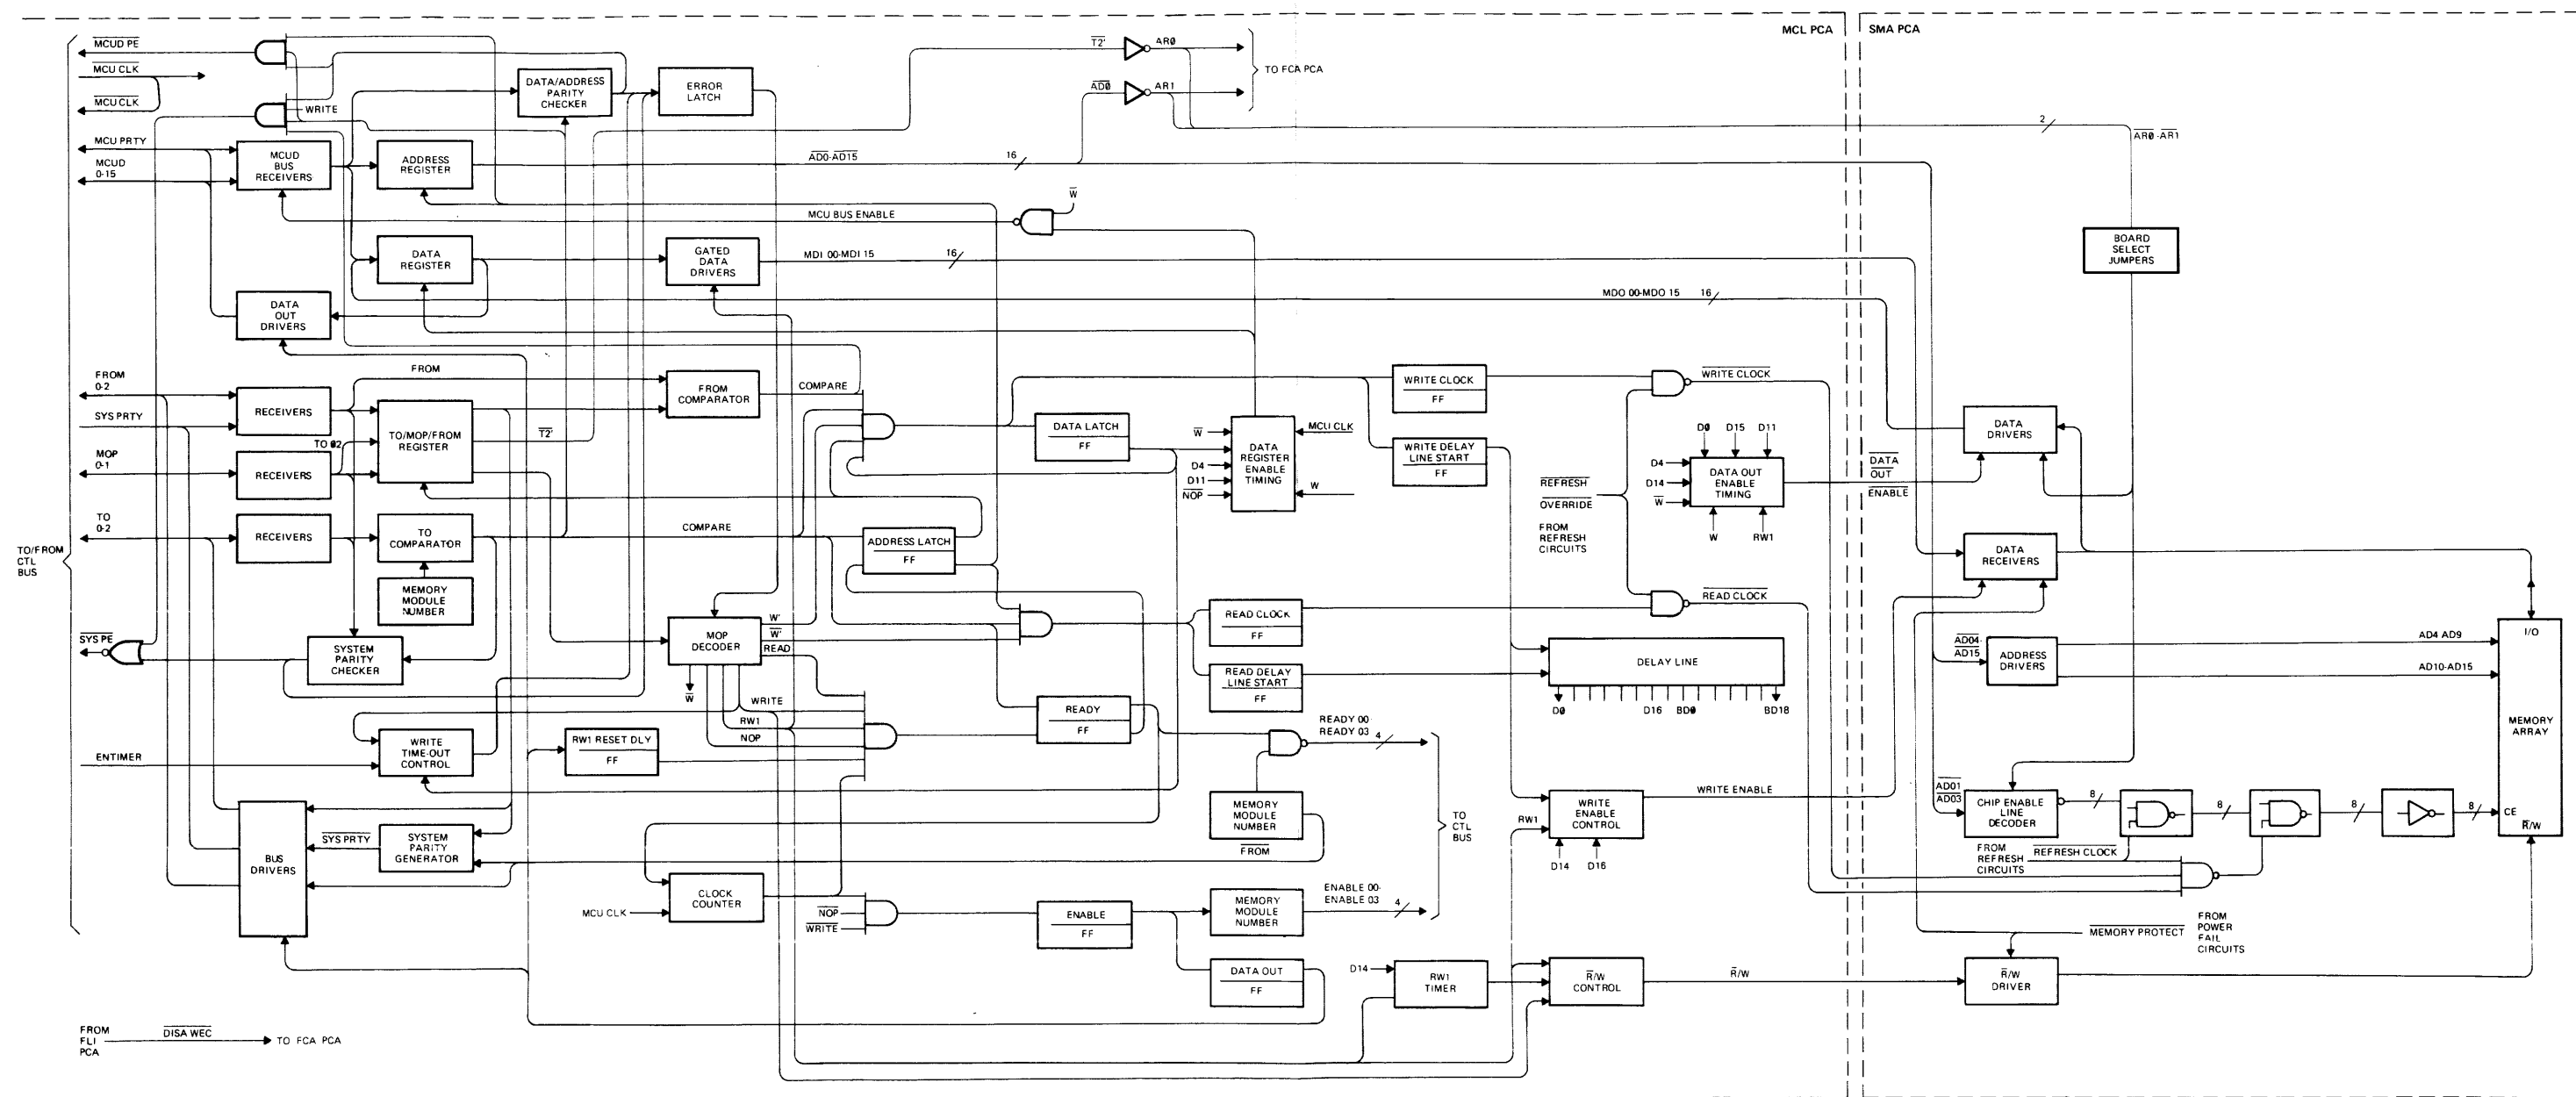 MCL PCA
SMA PCA
MCUD PE
MCU CLK
MCU CLK
WRITE
MCU PRTY
MCUD
0-15
MCUD
BUS
RECEIVERS
ADDRESS
REGISTER
DATA/ADDRESS
PARITY
CHECKER
ERROR
LATCH
T2'
AR0
AD0
AR1
TO FCA PCA
2
AR0-AR1
AD0-AD15
16
W
MCU BUS ENABLE
BOARD
SELECT
JUMPERS
DATA
REGISTER
GATED
DATA
DRIVERS
MDI 00-MDI 15
16
MDO 00-MDO 15
16
DATA
OUT
DRIVERS
FROM
0-2
SYS PRTY
MOP
0-1
TO
0-2
RECEIVERS
RECEIVERS
RECEIVERS
FROM
TO 02
TO/MOP/FROM
REGISTER
T2'
FROM
COMPARATOR
COMPARE
TO
COMPARATOR
COMPARE
MEMORY
MODULE
NUMBER
TO/FROM
CTL
BUS
DATA LATCH
FF
ADDRESS LATCH
FF
W
D4
D11
NOP
DATA
REGISTER
ENABLE
TIMING
MCU CLK
W
WRITE CLOCK
FF
WRITE DELAY
LINE START
FF
WRITE CLOCK
REFRESH
OVERRIDE
FROM
REFRESH
CIRCUITS
D0
D15
D11
D4
D14
W
DATA OUT
ENABLE
TIMING
W
RW1
DATA
OUT
ENABLE
DATA
DRIVERS
DATA
RECEIVERS
READ CLOCK
READ CLOCK
FF
READ DELAY
LINE START
FF
DELAY LINE
D0
D16
BD0
BD18
SYS PE
SYSTEM
PARITY
CHECKER
MOP
DECODER
W'
W'
READ
W
WRITE
RW1
NOP
AD04-
AD15
ADDRESS
DRIVERS
AD4 AD9
AD10-AD15
I/O
MEMORY
ARRAY
CE
R/W
ENTIMER
WRITE
TIME-OUT
CONTROL
RW1 RESET DLY
FF
READY
FF
READY 00-
READY 03
4
MEMORY
MODULE
NUMBER
FROM
TO
CTL
BUS
BUS
DRIVERS
SYS PRTY
SYSTEM
PARITY
GENERATOR
CLOCK
COUNTER
MCU CLK
NOP
WRITE
ENABLE
FF
MEMORY
MODULE
NUMBER
ENABLE 00-
ENABLE 03
4
DATA OUT
FF
RW1
WRITE
ENABLE
CONTROL
WRITE ENABLE
D14
D16
AD01
AD03
CHIP ENABLE
LINE
DECODER
8
8
8
8
FROM
REFRESH
CIRCUITS
REFRESH CLOCK
MEMORY PROTECT
FROM
POWER
FAIL
CIRCUITS
D14
RW1
TIMER
R/W
CONTROL
R/W
R/W
DRIVER
FROM
FLI
PCA
DISA WEC
TO FCA PCA